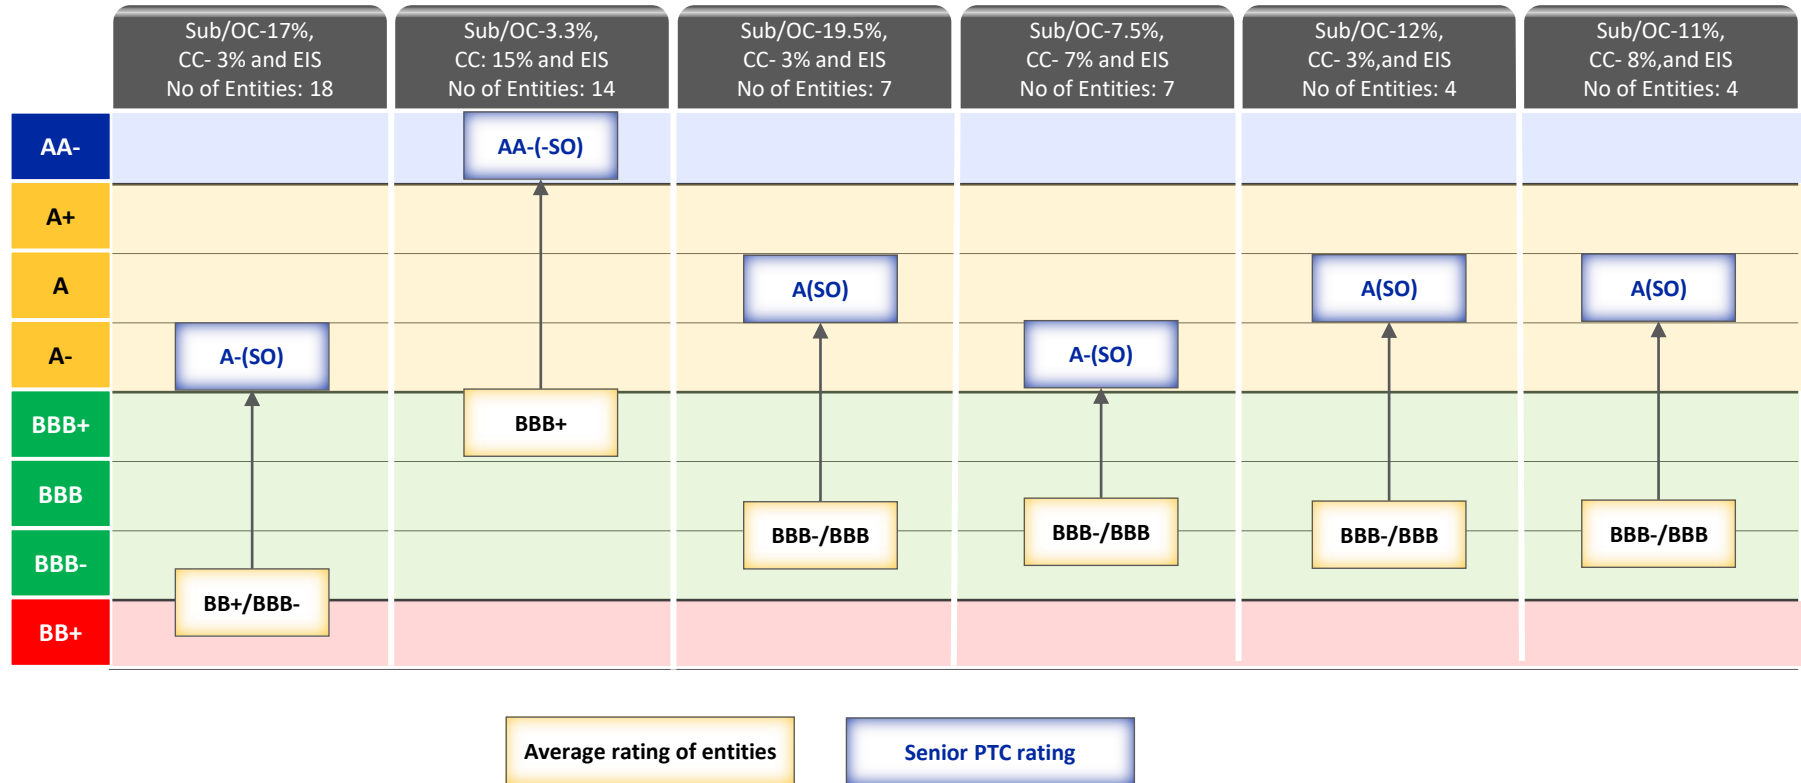 Sub/OC-17%,
CC- 3% and EIS
No of Entities: 18
Sub/OC-3.3%,
CC: 15% and EIS
No of Entities: 14
Sub/OC-19.5%,
CC- 3% and EIS
No of Entities: 7
Sub/OC-7.5%,
CC- 7% and EIS
No of Entities: 7
Sub/OC-12%,
CC- 3%,and EIS
No of Entities: 4
Sub/OC-11%,
CC- 8%,and EIS
No of Entities: 4
AA-
AA-(-SO)
A+
A
A(SO)
A(SO)
A(SO)
A-
A-(SO)
A-(SO)
BBB+
BBB+
BBB
BBB-/BBB
BBB-/BBB
BBB-/BBB
BBB-/BBB
BBB-
BB+/BBB-
BB+
Average rating of entities
Senior PTC rating